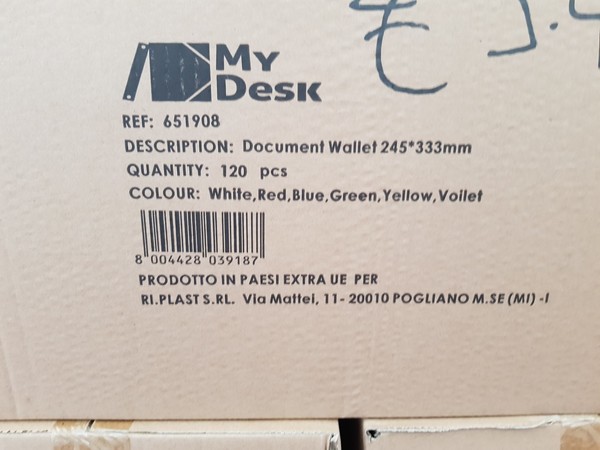 My
Desk
REF: 651908
DESCRIPTION: Document Wallet 245*333mm
QUANTITY: 120 pcs
COLOUR: White,Red,Blue,Green,Yellow,Voilet
8 004428 039187
PRODOTTO IN PAESI EXTRA UE PER
RI.PLAST S.RL. Via Mattei, 11- 20010 POGLIANO M.SE (MI) -I